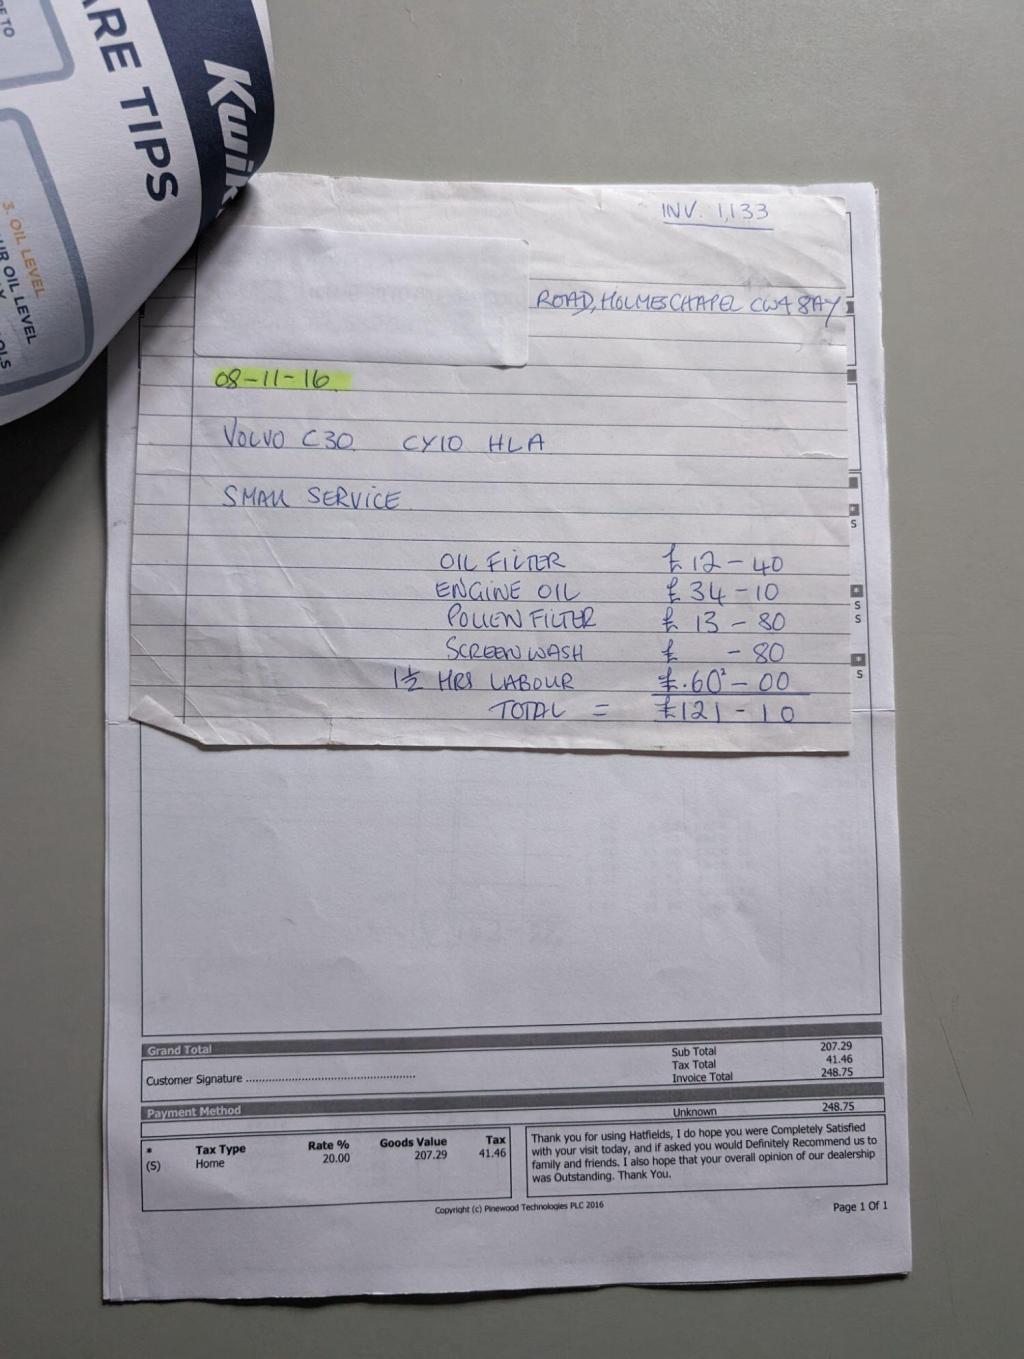 ARE TIPS
Kwik
3. OIL LEVEL
OIL LEVEL
INV. 1,133
ROAD, HOLMES CHAPEL CW4 8AY
08-11-16
VOLVO C30 CY10 HLA
SMALL SERVICE
OIL FILTER £12-40
ENGINE OIL £34-10
POLLEN FILTER £13-80
SCREEN WASH £ -80
1½ HRS LABOUR £.60-00
TOTAL = £121-10
S
S
S
S
Grand Total
Sub Total 207.29
Tax Total 41.46
Customer Signature ........................................................ Invoice Total 248.75
Payment Method
Unknown 248.75
* Tax Type Rate % Goods Value Tax
(S) Home 20.00 207.29 41.46
Thank you for using Hatfields, I do hope you were Completely Satisfied
with your visit today, and if asked you would Definitely Recommend us to
family and friends. I also hope that your overall opinion of our dealership
was Outstanding. Thank You.
Copyright (c) Pinewood Technologies PLC 2016
Page 1 Of 1